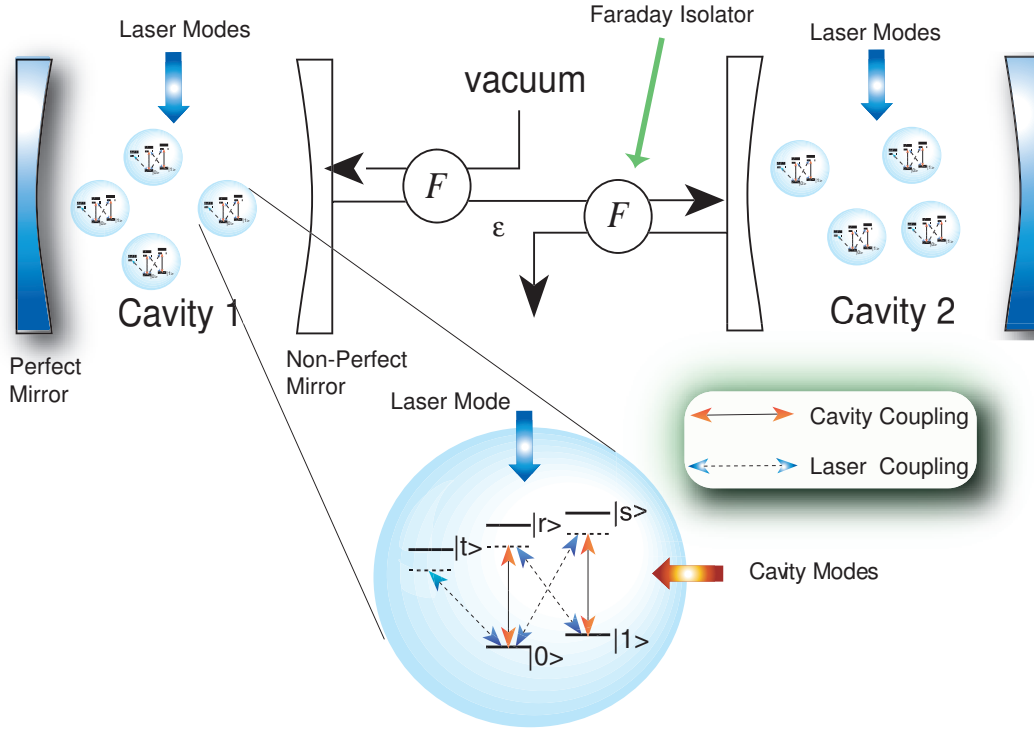 Faraday Isolator
Laser Modes
Laser Modes
vacuum
F
F
ε
Cavity 1
Cavity 2
Perfect
Mirror
Non-Perfect
Mirror
Laser Mode
Cavity Coupling
Laser Coupling
|t>
|r>
|s>
Cavity Modes
|0>
|1>